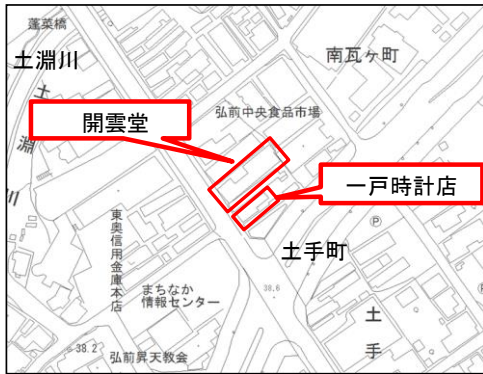 蓬莱橋
土淵川
土
淵
川
南瓦ヶ町
弘前中央食品市場
開雲堂
一戸時計店
東奥信用金庫本店
土手町
まちなか
情報センター
38.6
土
手
38.2
弘前昇天教会
P